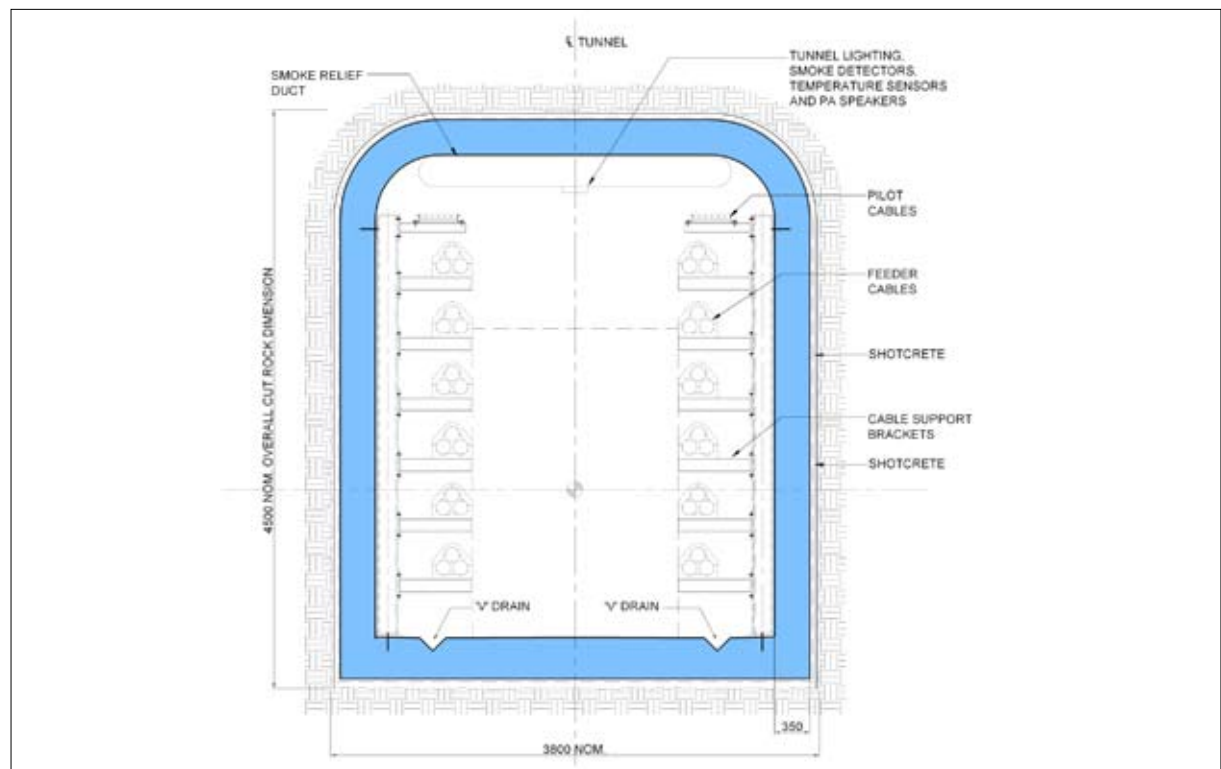 ℄ TUNNEL
TUNNEL LIGHTING,
SMOKE DETECTORS,
TEMPERATURE SENSORS
AND PA SPEAKERS
SMOKE RELIEF
DUCT
PILOT
CABLES
FEEDER
CABLES
SHOTCRETE
CABLE SUPPORT
BRACKETS
SHOTCRETE
4500 NOM. OVERALL CUT ROCK DIMENSION
'V' DRAIN
'V' DRAIN
350
3800 NOM.